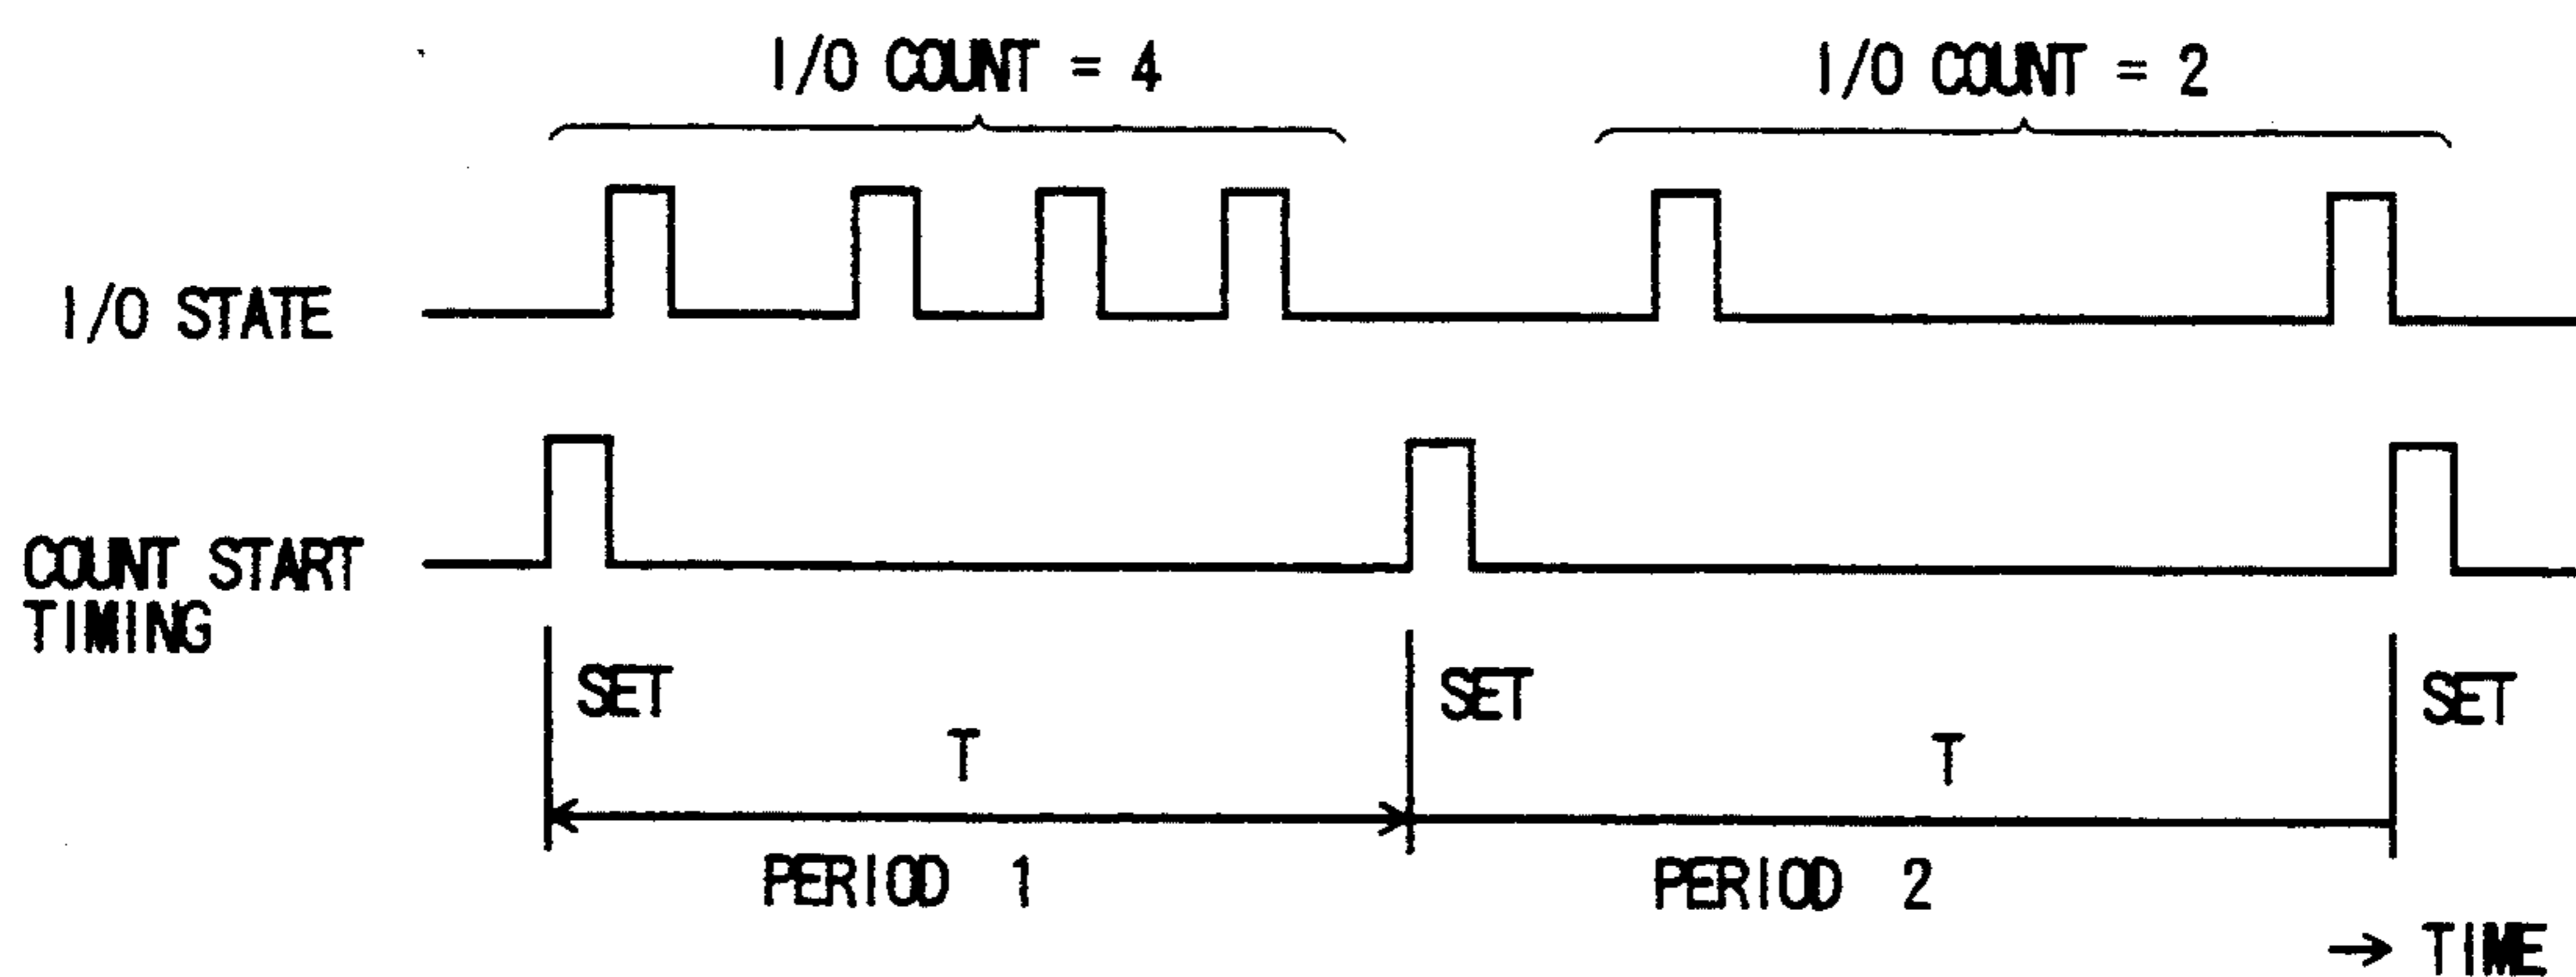 I/O COUNT = 4
I/O COUNT = 2
I/O STATE
COUNT START
TIMING
SET
SET
SET
T
T
PERIOD 1
PERIOD 2
→ TIME